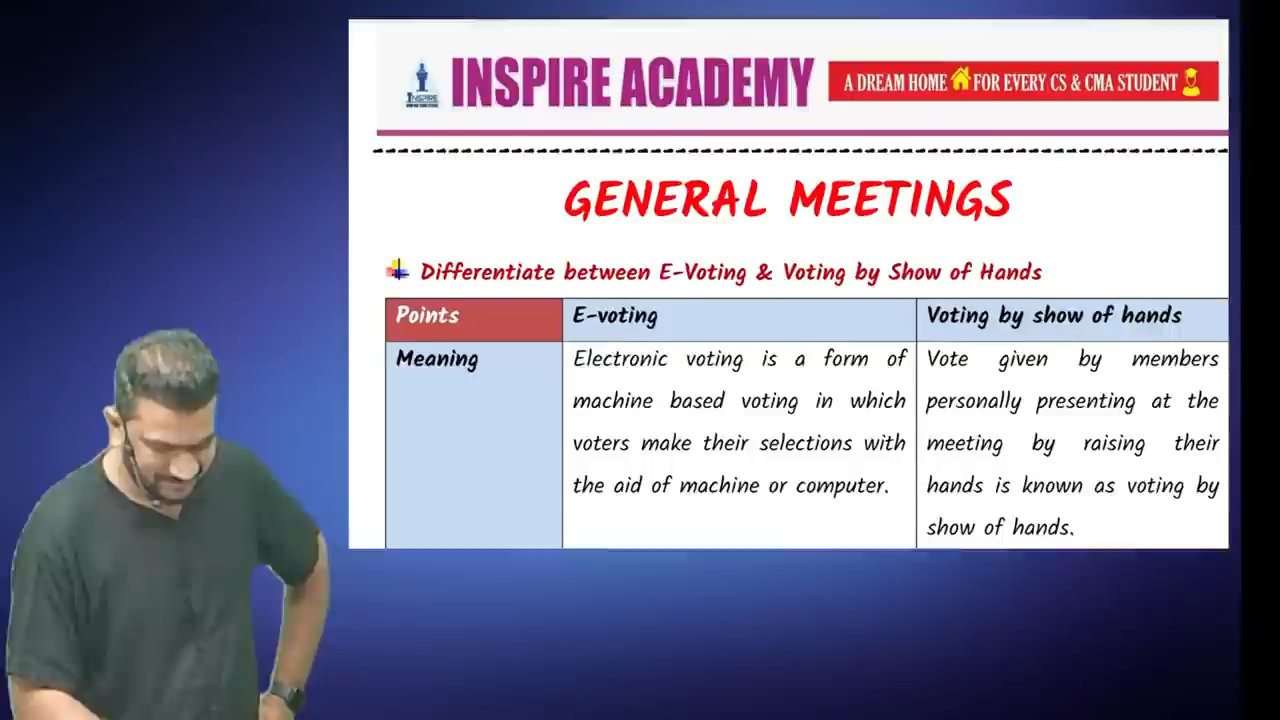 INSPIRE
INSPIRE ACADEMY
A DREAM HOME FOR EVERY CS & CMA STUDENT
GENERAL MEETINGS
Differentiate between E-Voting & Voting by Show of Hands
Points E-voting Voting by show of hands
Meaning
Electronic voting is a form of
machine based voting in which
voters make their selections with
the aid of machine or computer.
Vote given by members
personally presenting at the
meeting by raising their
hands is known as voting by
show of hands.